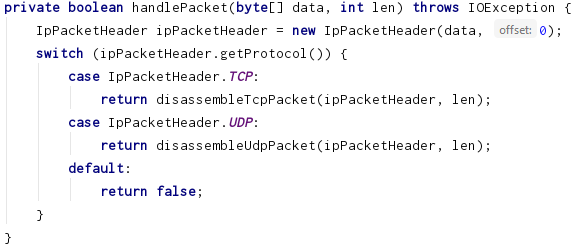 private boolean handlePacket(byte[] data, int len) throws IOException {
    IpPacketHeader ipPacketHeader = new IpPacketHeader(data, offset: 0);
    switch (ipPacketHeader.getProtocol()) {
        case IpPacketHeader.TCP:
            return disassembleTcpPacket(ipPacketHeader, len);
        case IpPacketHeader.UDP:
            return disassembleUdpPacket(ipPacketHeader, len);
        default:
            return false;
    }
}